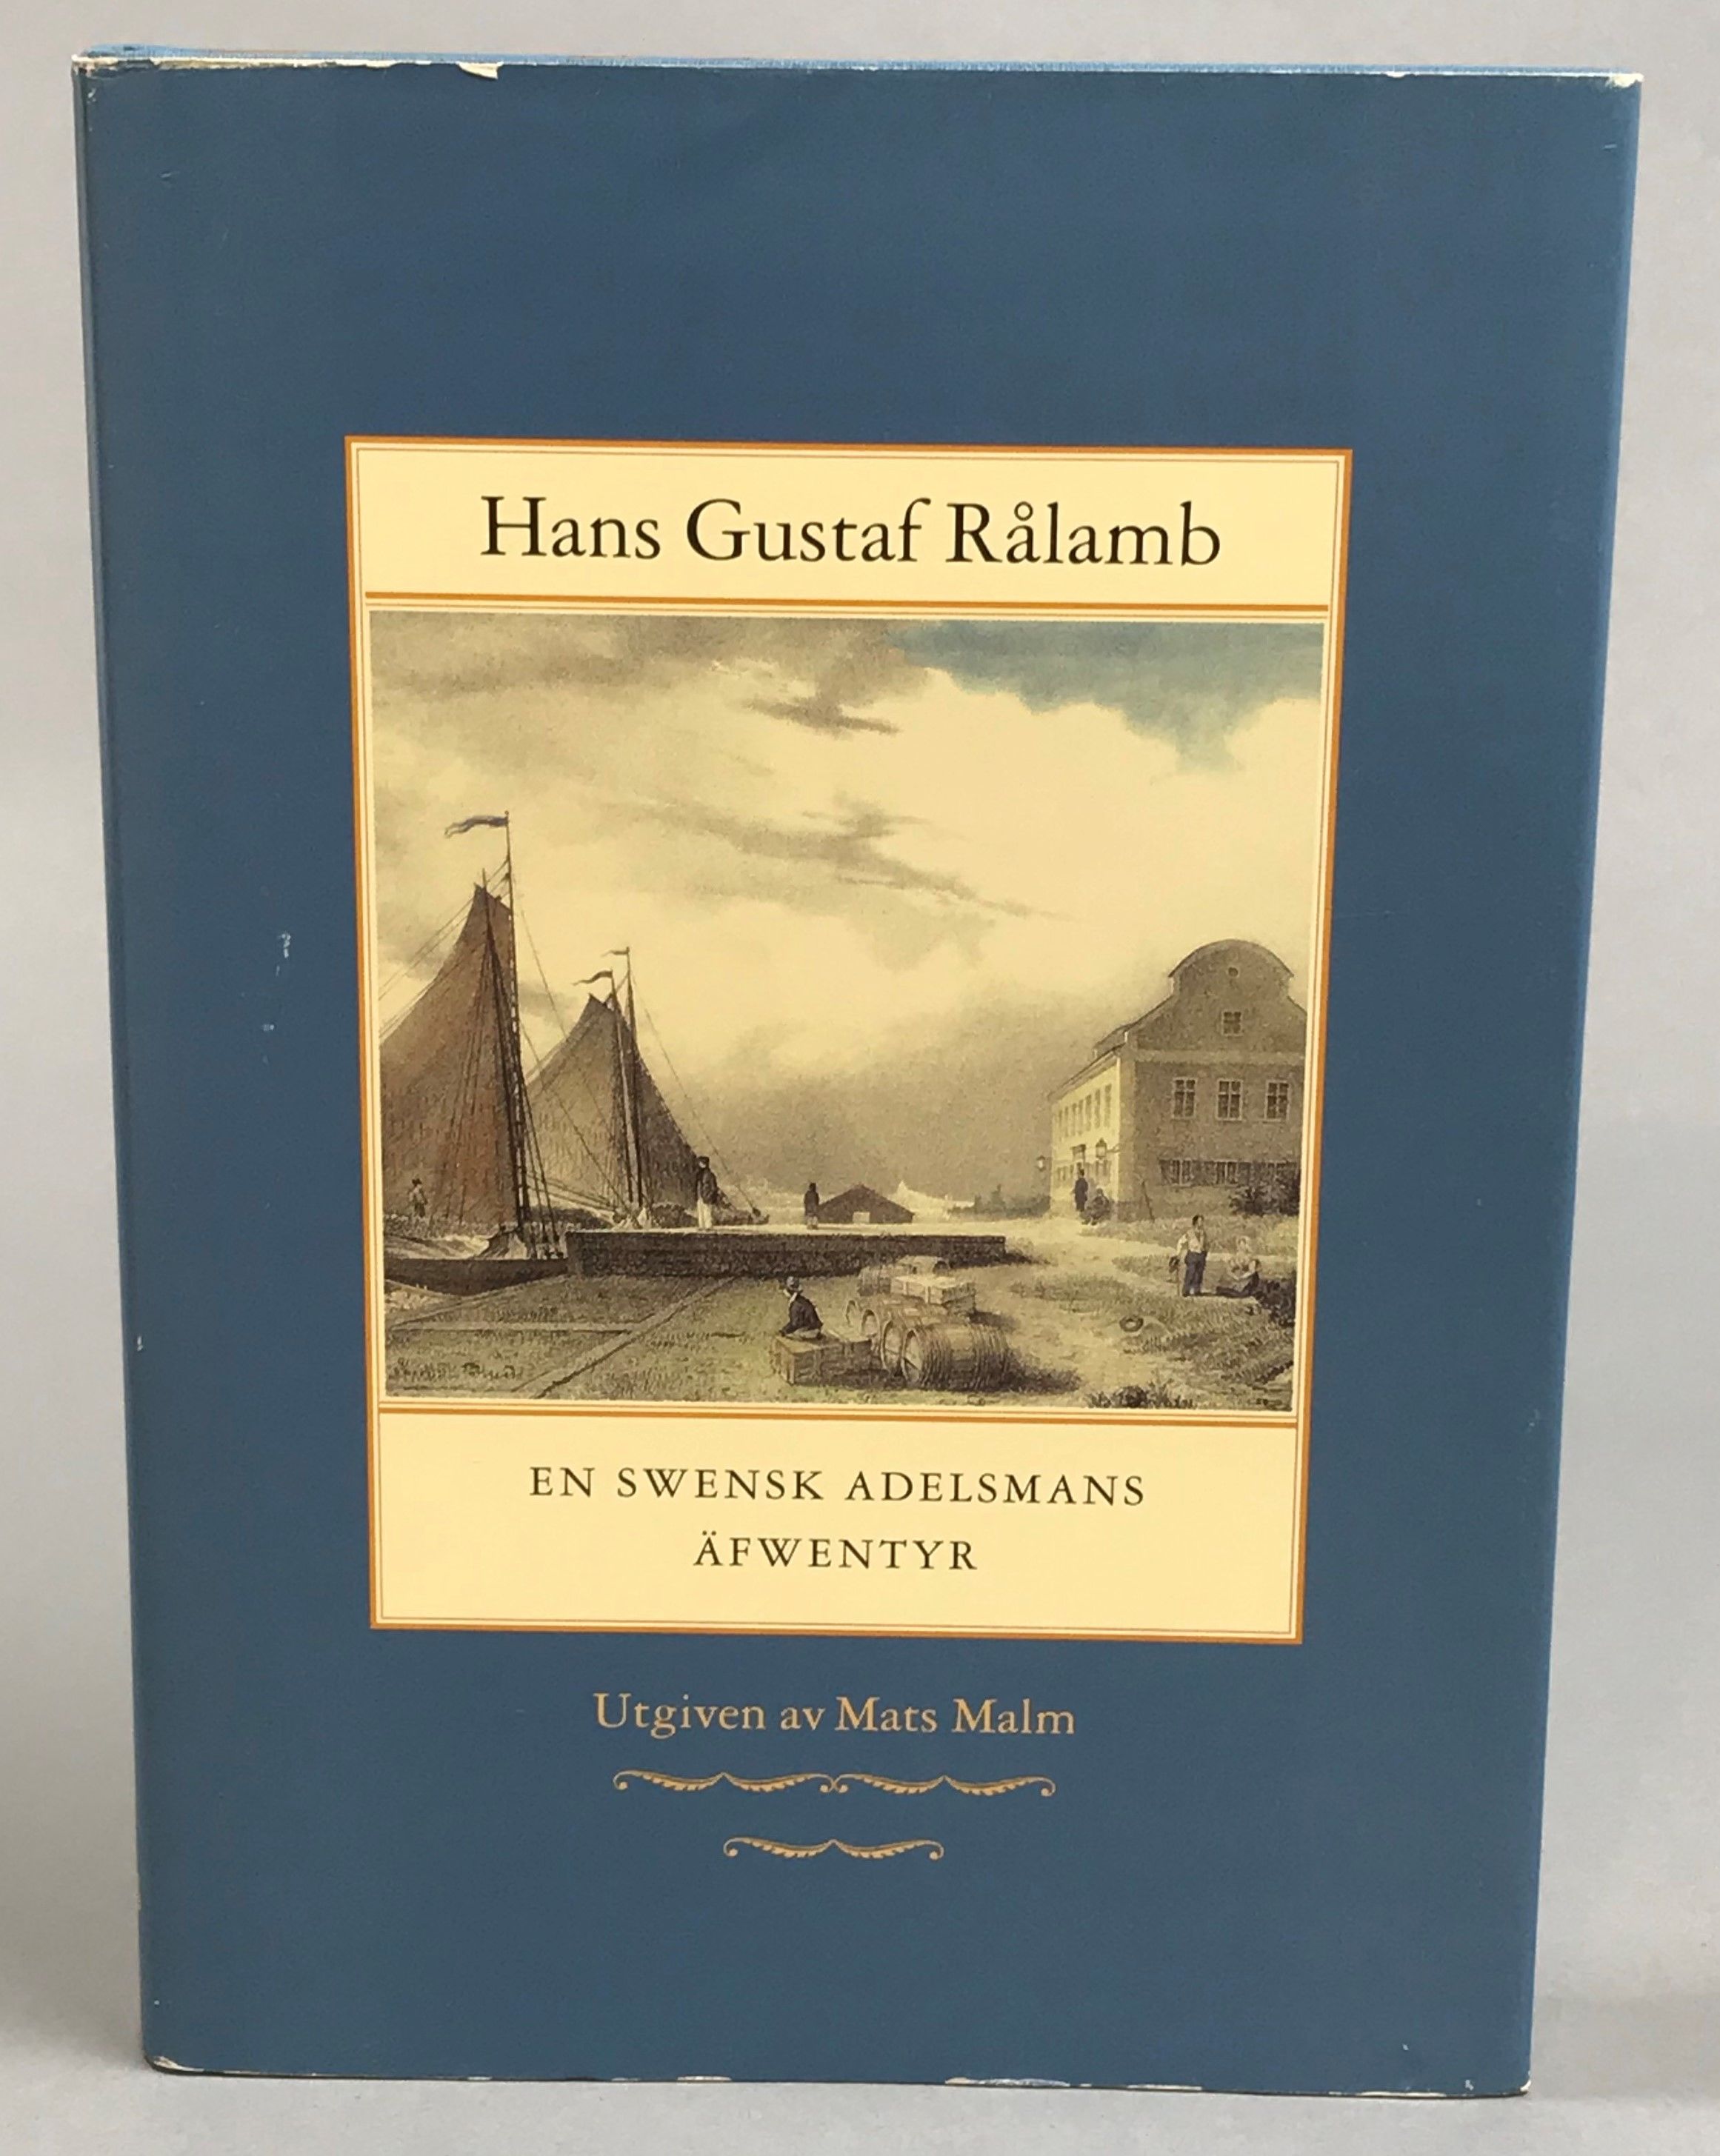 Hans Gustaf Rålamb
EN SWENSK ADELSMANS
ÄFWENTYR
Utgiven av Mats Malm